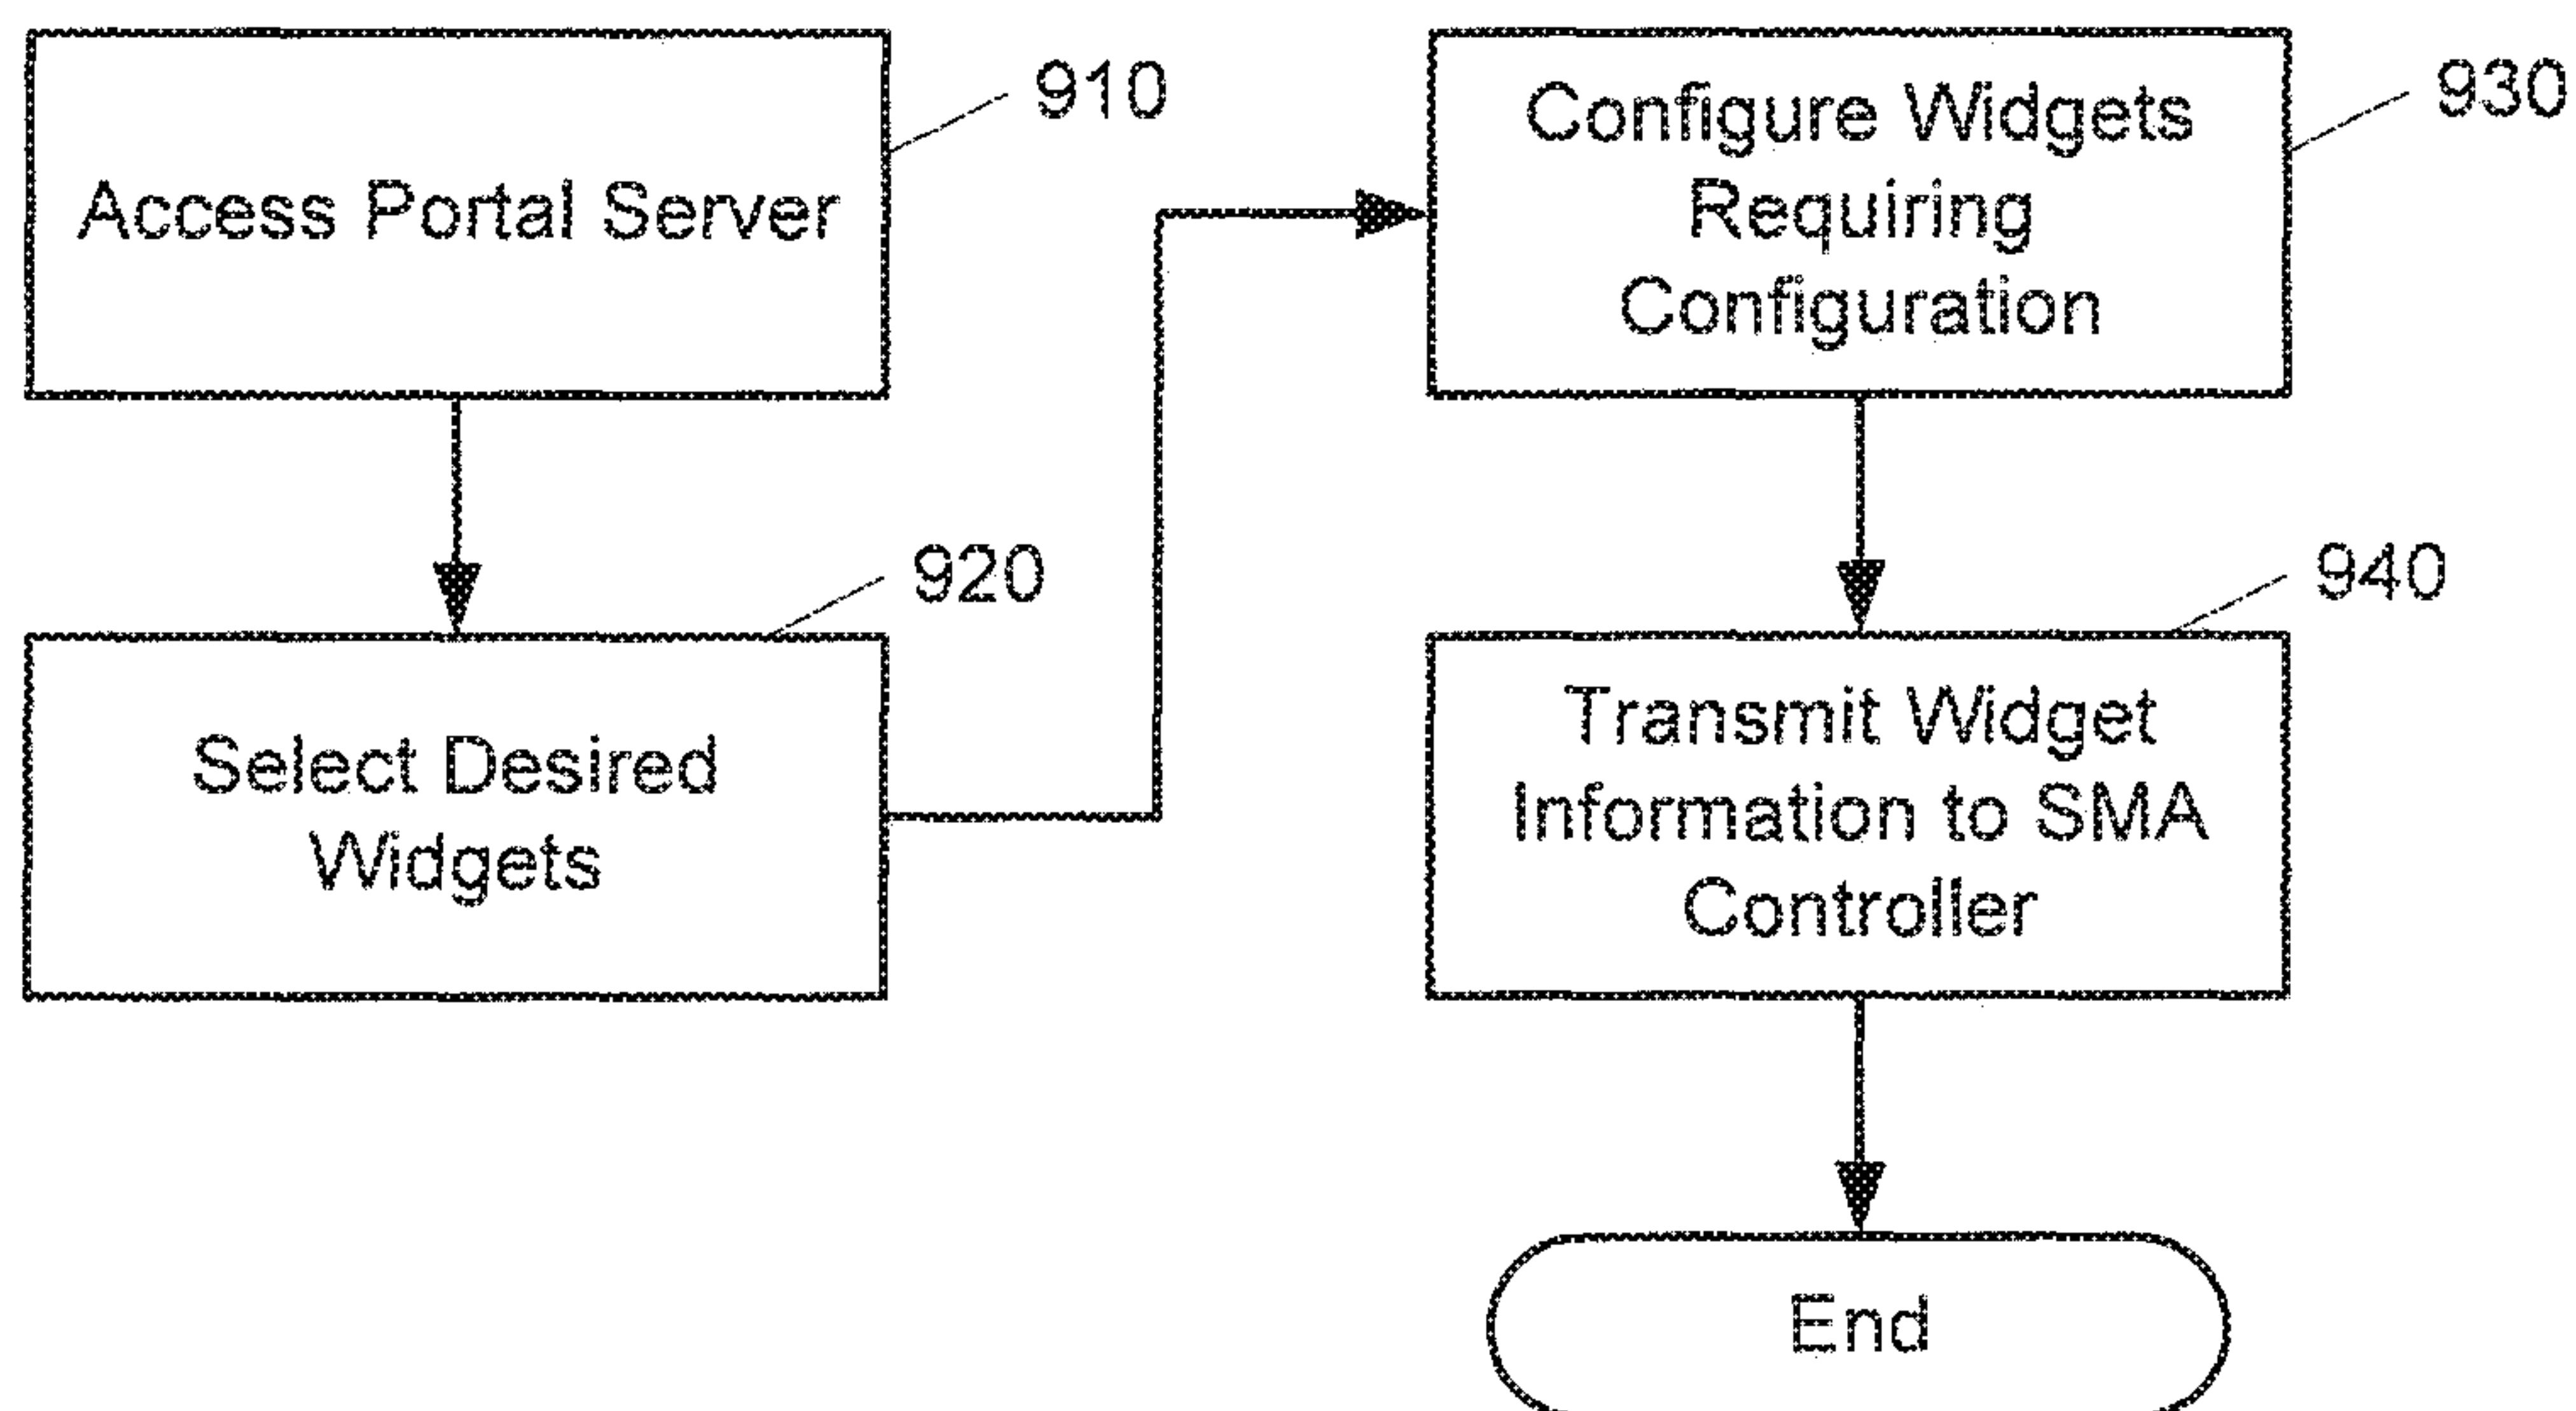 Access Portal Server
910
Select Desired
Widgets
920
Configure Widgets
Requiring
Configuration
930
Transmit Widget
Information to SMA
Controller
940
End